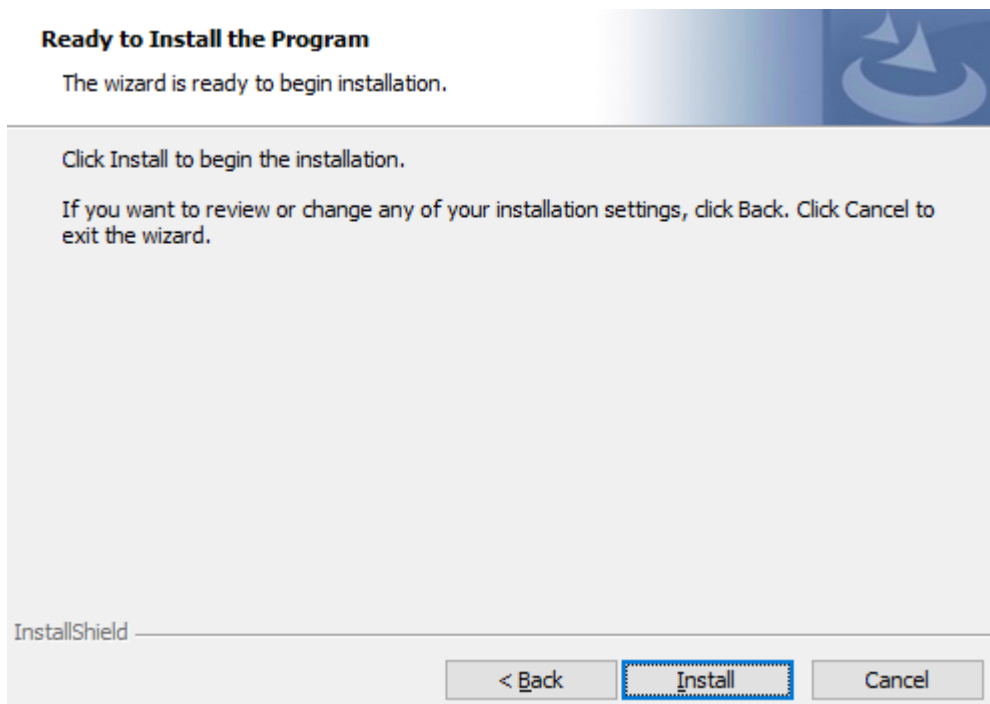 Ready to Install the Program
The wizard is ready to begin installation.
Click Install to begin the installation.
If you want to review or change any of your installation settings, click Back. Click Cancel to
exit the wizard.
InstallShield
< Back
Install
Cancel